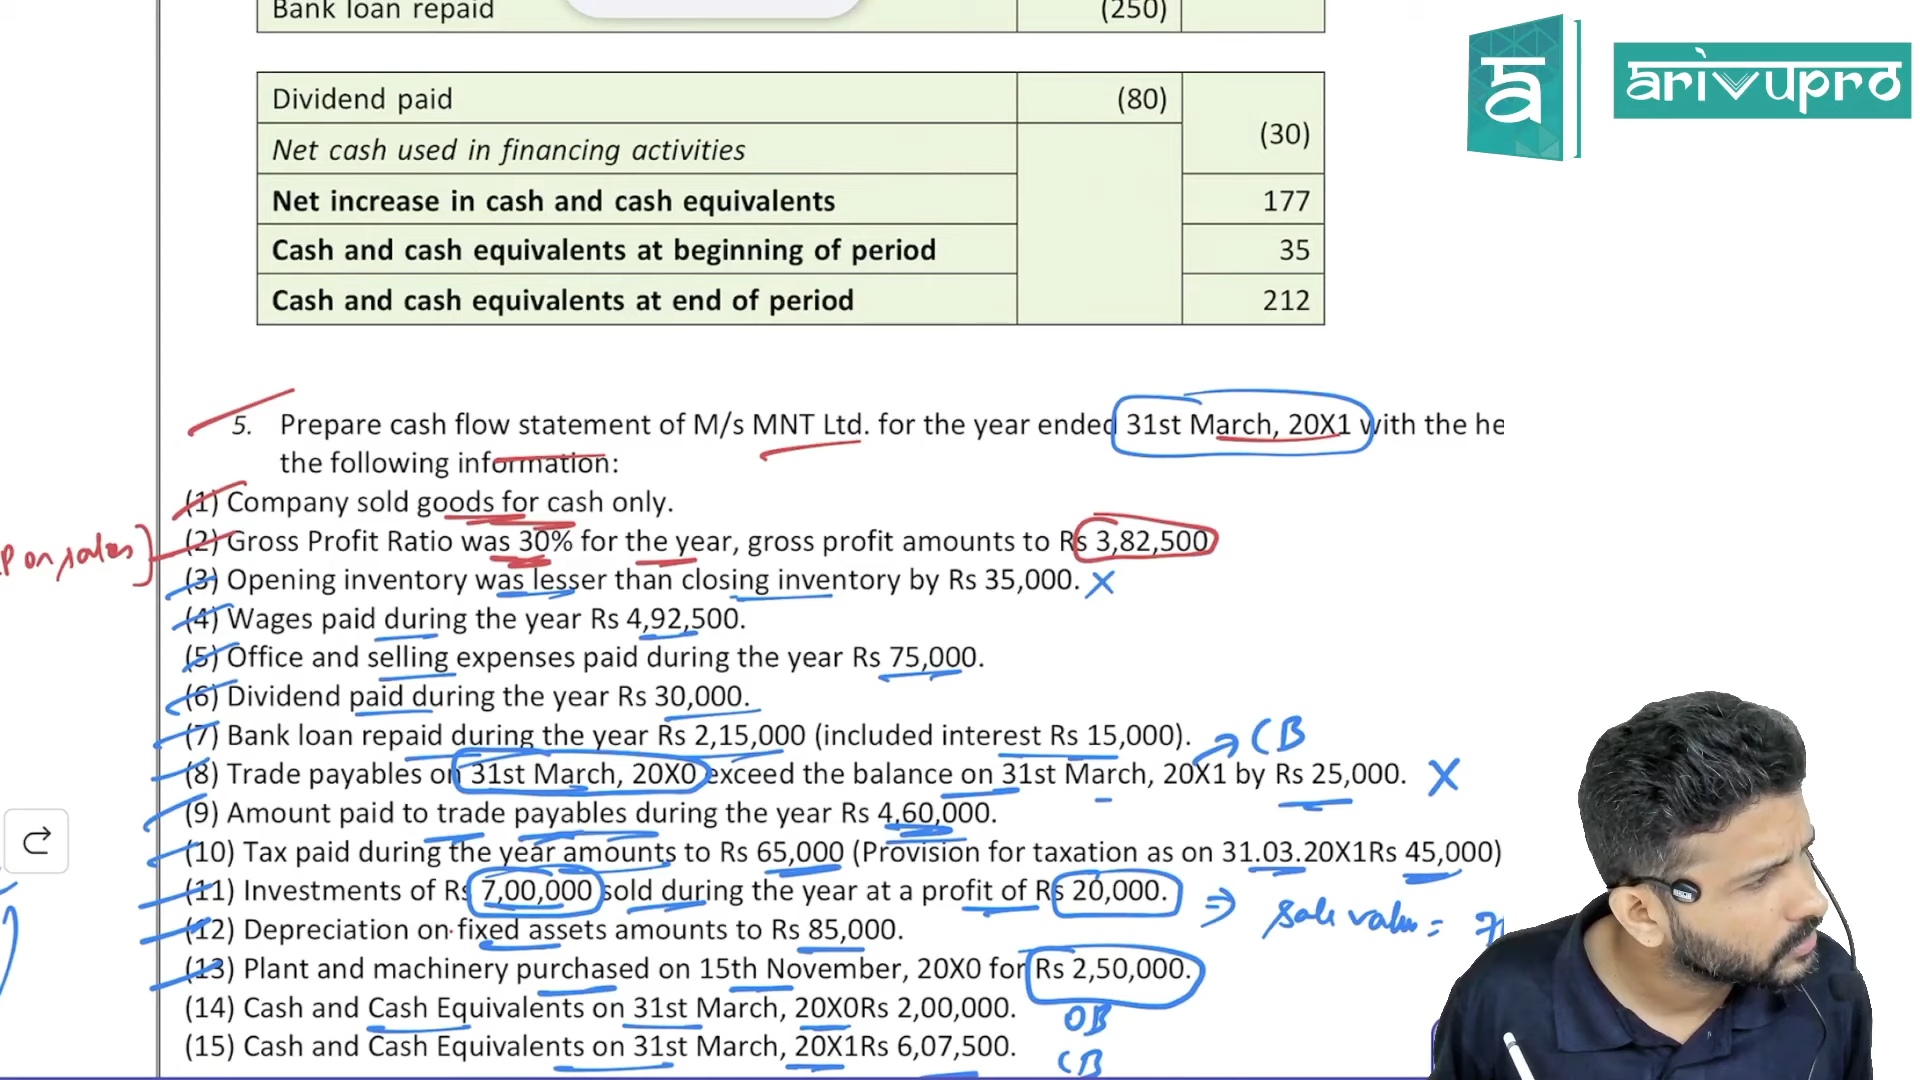 Bank loan repaid (250)
Dividend paid (80)
Net cash used in financing activities (30)
Net increase in cash and cash equivalents 177
Cash and cash equivalents at beginning of period 35
Cash and cash equivalents at end of period 212
arivupro
5. Prepare cash flow statement of M/s MNT Ltd. for the year ended 31st March, 20X1 with the he
the following information:
(1) Company sold goods for cash only.
(2) Gross Profit Ratio was 30% for the year, gross profit amounts to Rs 3,82,500
P on sales
(3) Opening inventory was lesser than closing inventory by Rs 35,000. X
(4) Wages paid during the year Rs 4,92,500.
(5) Office and selling expenses paid during the year Rs 75,000.
(6) Dividend paid during the year Rs 30,000.
(7) Bank loan repaid during the year Rs 2,15,000 (included interest Rs 15,000). → CB
(8) Trade payables on 31st March, 20X0 exceed the balance on 31st March, 20X1 by Rs 25,000. X
(9) Amount paid to trade payables during the year Rs 4,60,000.
(10) Tax paid during the year amounts to Rs 65,000 (Provision for taxation as on 31.03.20X1Rs 45,000)
(11) Investments of Rs 7,00,000 sold during the year at a profit of Rs 20,000. ⇒ sale value =
(12) Depreciation on fixed assets amounts to Rs 85,000.
(13) Plant and machinery purchased on 15th November, 20X0 for Rs 2,50,000.
(14) Cash and Cash Equivalents on 31st March, 20X0Rs 2,00,000. OB
(15) Cash and Cash Equivalents on 31st March, 20X1Rs 6,07,500. CB